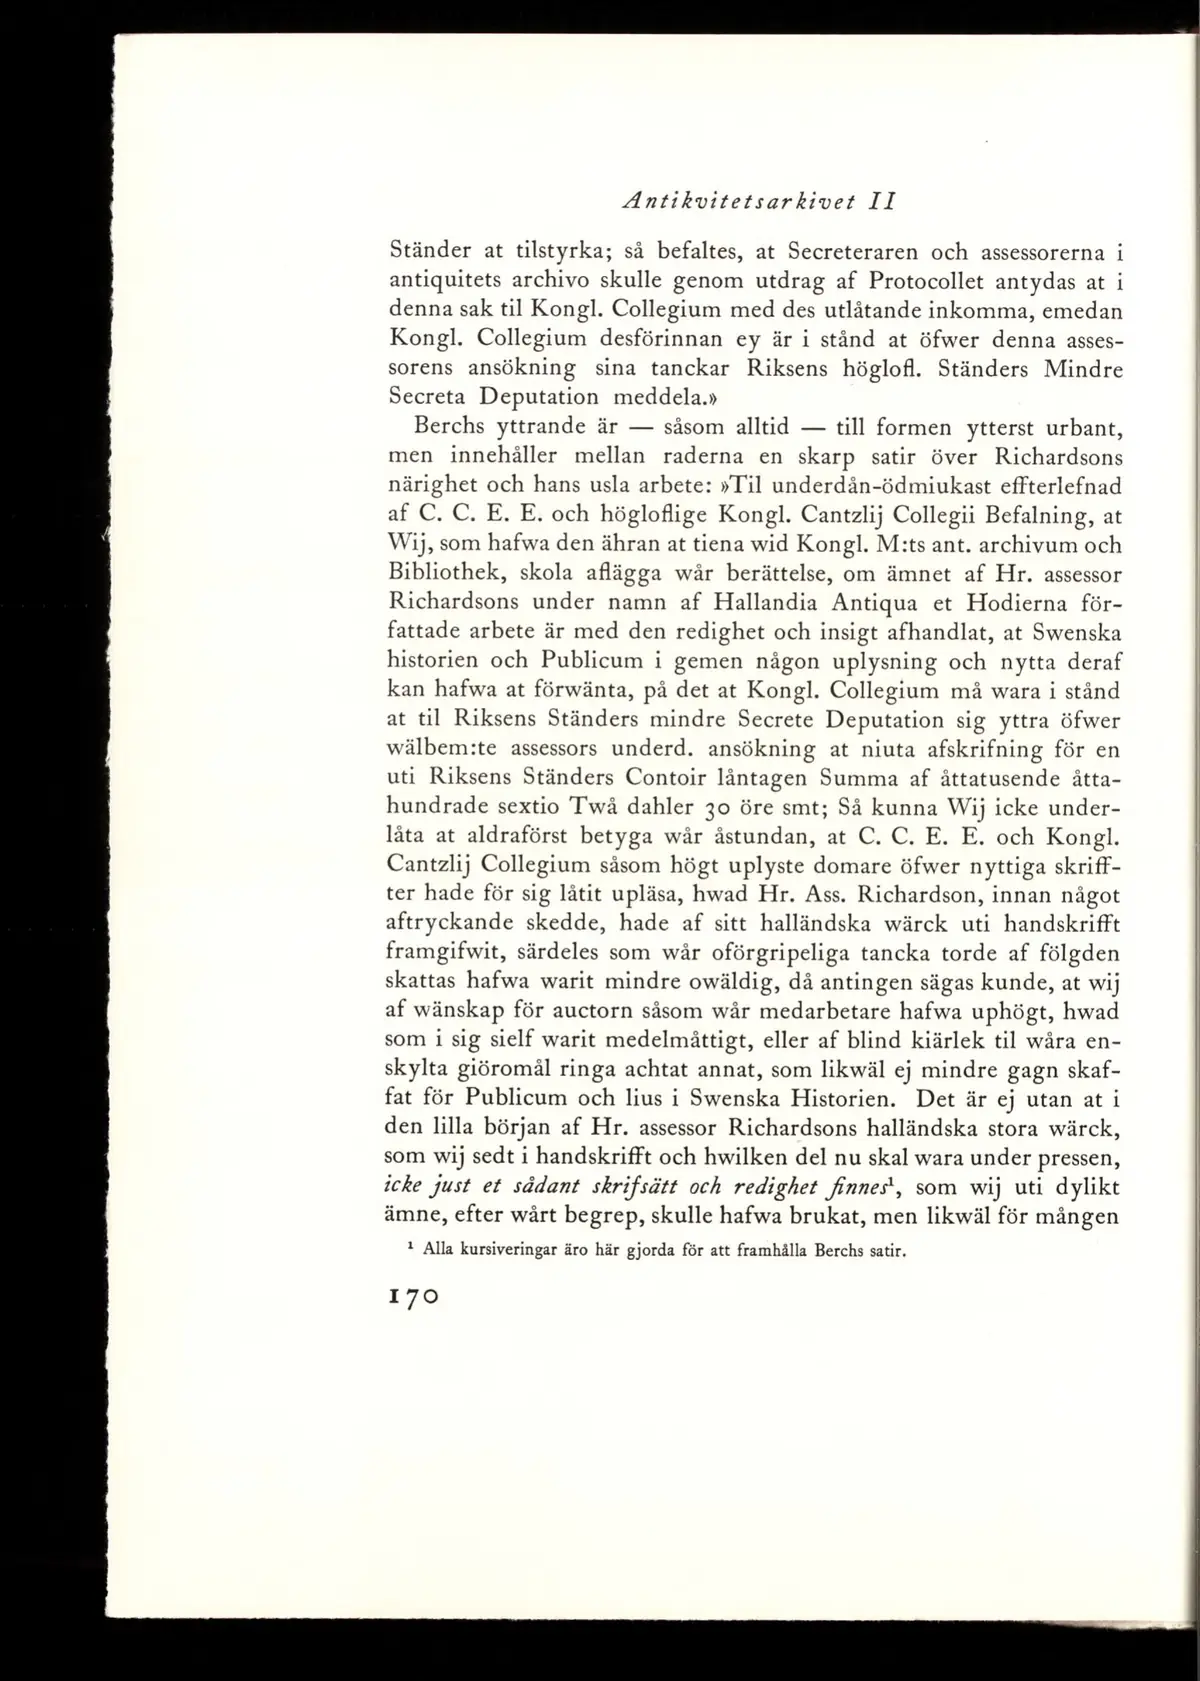 Antikvitetsarkivet II
Ständer at tilstyrka; så befaltes, at Secreteraren och assessorerna i
antiquitets archivo skulle genom utdrag af Protocollet antydas at i
denna sak til Kongl. Collegium med des utlåtande inkomma, emedan
Kongl. Collegium desförinnan ey är i stånd at öfwer denna asses-
sorens ansökning sina tanckar Riksens höglofl. Ständers Mindre
Secreta Deputation meddela.»
Berchs yttrande är — såsom alltid — till formen ytterst urbant,
men innehåller mellan raderna en skarp satir över Richardsons
närighet och hans usla arbete: »Til underdån-ödmiukast effterlefnad
af C. C. E. E. och högloflige Kongl. Cantzlij Collegii Befalning, at
Wij, som hafwa den ähran at tiena wid Kongl. M:ts ant. archivum och
Bibliothek, skola aflägga wår berättelse, om ämnet af Hr. assessor
Richardsons under namn af Hallandia Antiqua et Hodierna för-
fattade arbete är med den redighet och insigt afhandlat, at Swenska
historien och Publicum i gemen någon uplysning och nytta deraf
kan hafwa at förwänta, på det at Kongl. Collegium må wara i stånd
at til Riksens Ständers mindre Secrete Deputation sig yttra öfwer
wälbem:te assessors underd. ansökning at niuta afskrifning för en
uti Riksens Ständers Contoir låntagen Summa af åttatusende åtta-
hundrade sextio Twå dahler 30 öre smt; Så kunna Wij icke under-
låta at aldraförst betyga wår åstundan, at C. C. E. E. och Kongl.
Cantzlij Collegium såsom högt uplyste domare öfwer nyttiga skriff-
ter hade för sig låtit upläsa, hwad Hr. Ass. Richardson, innan något
aftryckande skedde, hade af sitt halländska wärck uti handskrifft
framgifwit, särdeles som wår oförgripeliga tancka torde af fölgden
skattas hafwa warit mindre owäldig, då antingen sägas kunde, at wij
af wänskap för auctorn såsom wår medarbetare hafwa uphögt, hwad
som i sig sielf warit medelmåttigt, eller af blind kiärlek til wåra en-
skylta giöromål ringa achtat annat, som likwäl ej mindre gagn skaf-
fat för Publicum och lius i Swenska Historien. Det är ej utan at i
den lilla början af Hr. assessor Richardsons halländska stora wärck,
som wij sedt i handskrifft och hwilken del nu skal wara under pressen,
icke just et sådant skrifsätt och redighet finnes¹, som wij uti dylikt
ämne, efter wårt begrep, skulle hafwa brukat, men likwäl för mången
¹ Alla kursiveringar äro här gjorda för att framhålla Berchs satir.
170